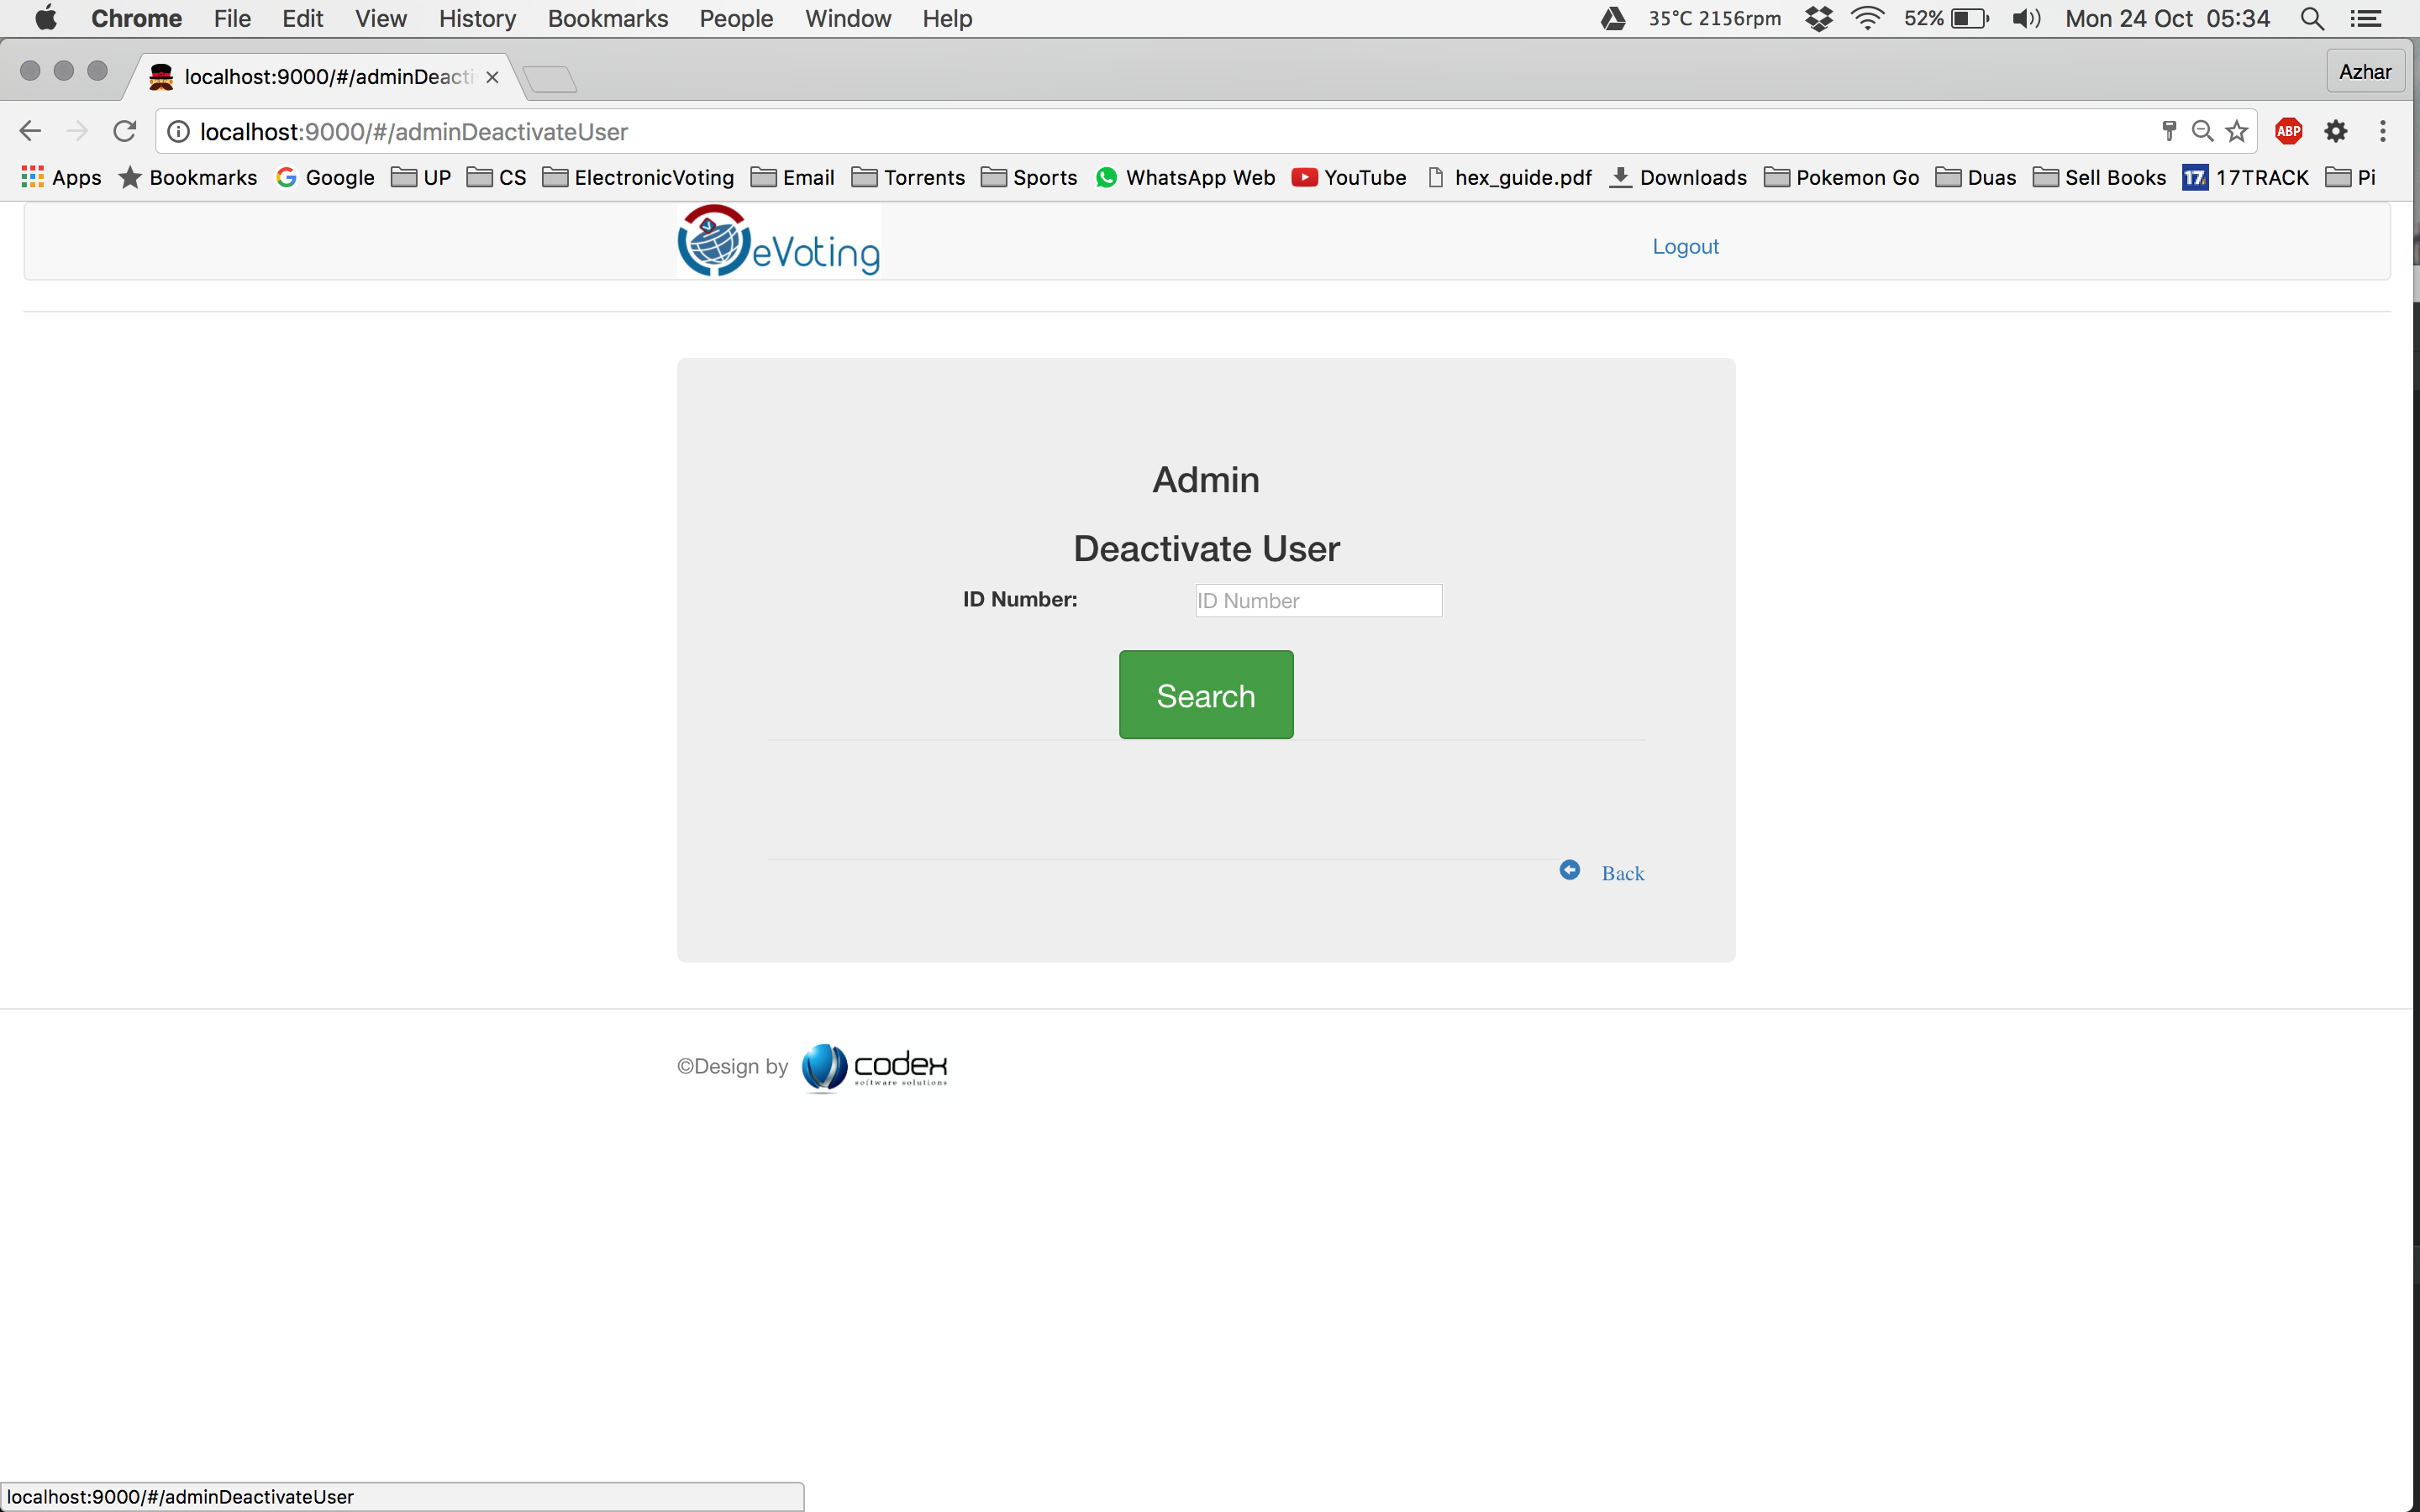 Chrome File Edit View History Bookmarks People Window Help 35°C 2156rpm 52% Mon 24 Oct 05:34
localhost:9000/#/adminDeacti Azhar
localhost:9000/#/adminDeactivateUser ABP
Apps Bookmarks Google UP CS ElectronicVoting Email Torrents Sports WhatsApp Web YouTube hex_guide.pdf Downloads Pokemon Go Duas Sell Books 17 17TRACK Pi
eVoting Logout
Admin
Deactivate User
ID Number: ID Number
Search
Back
©Design by codex
software solutions
localhost:9000/#/adminDeactivateUser